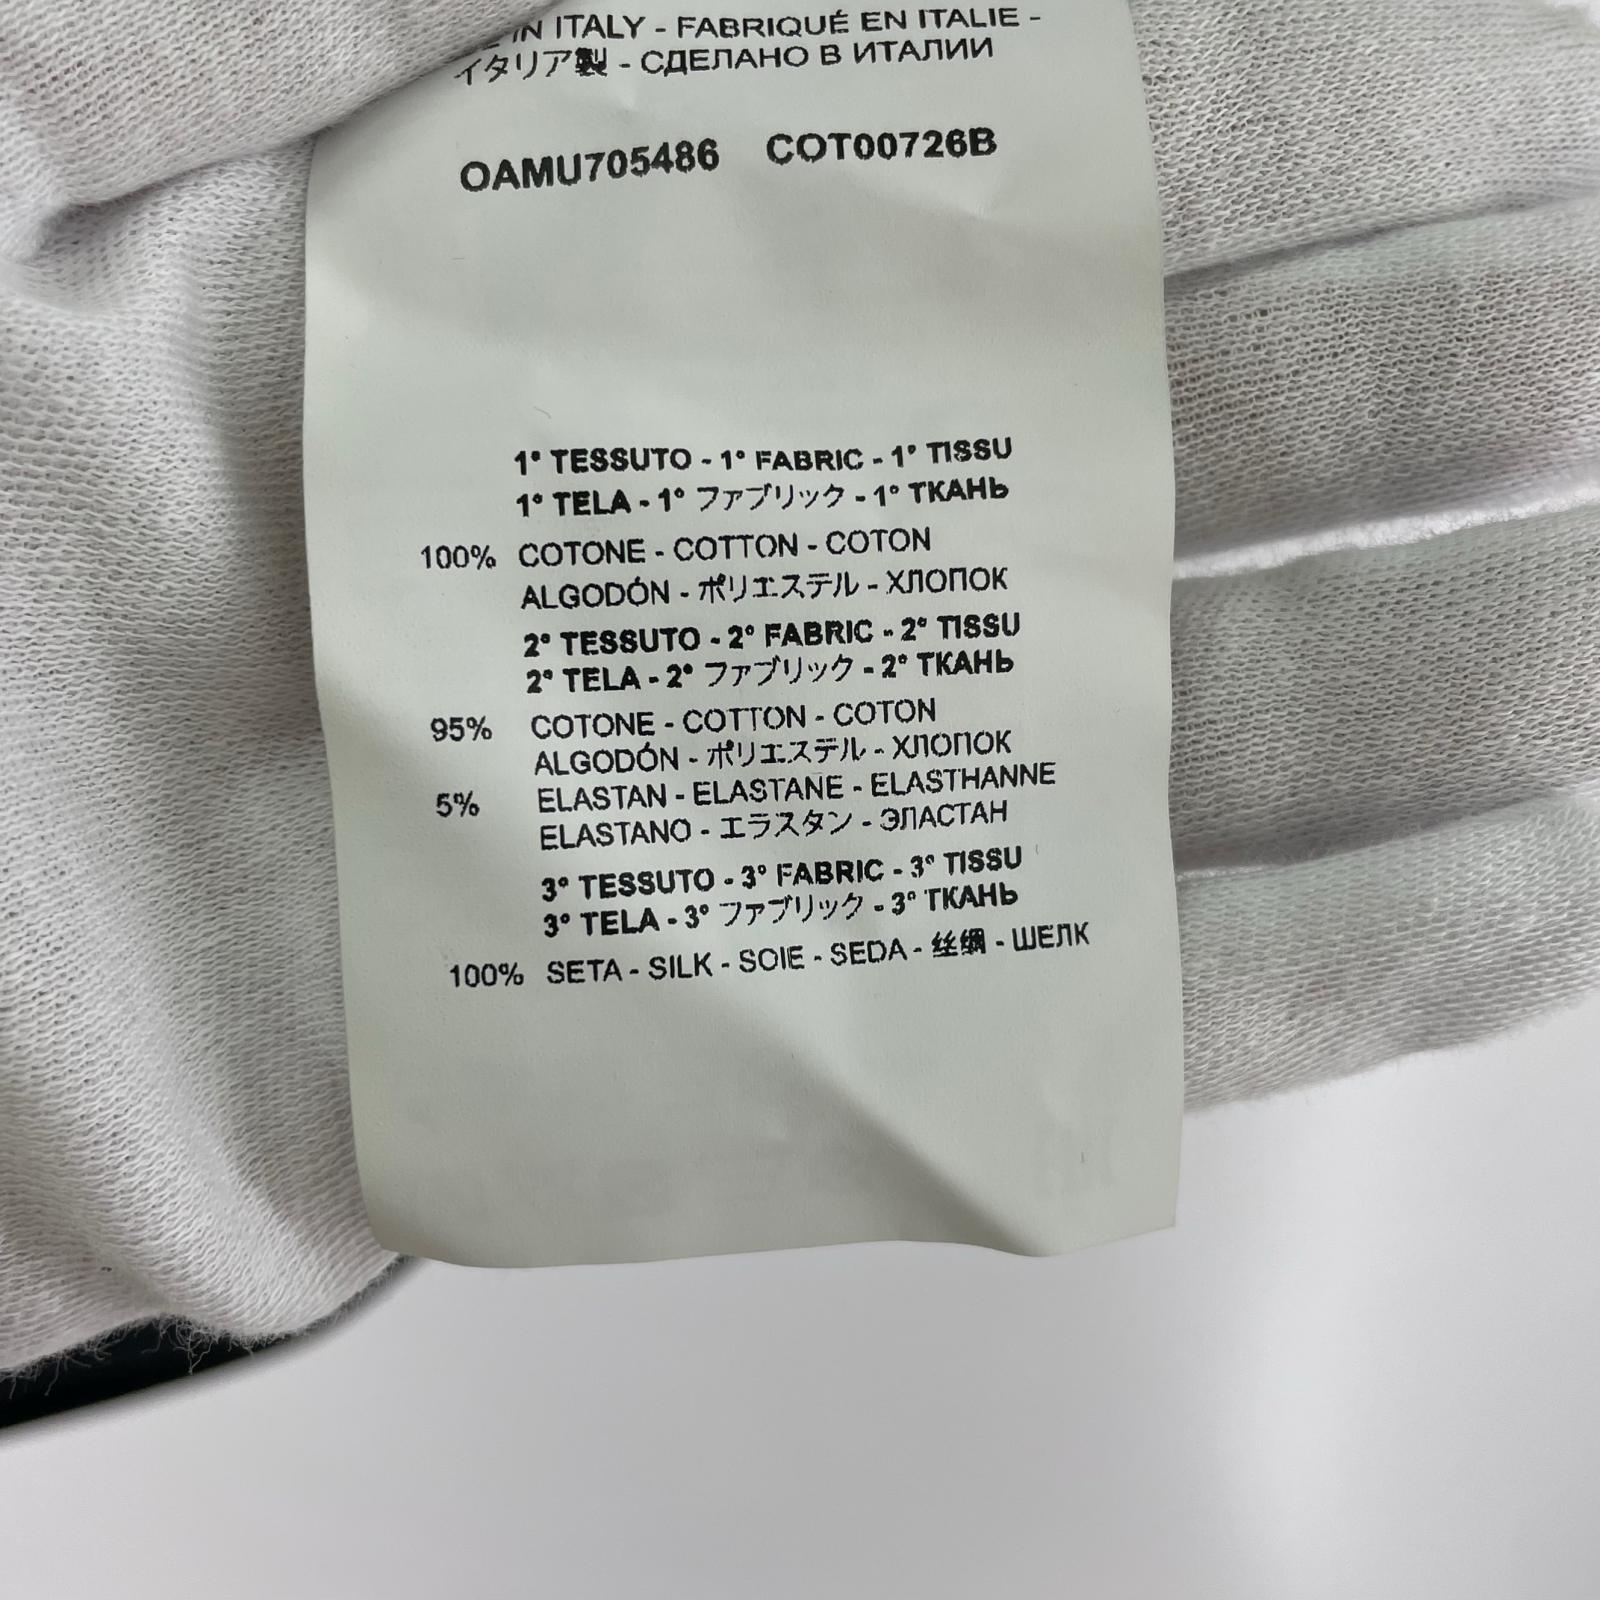 IN ITALY - FABRIQUÉ EN ITALIE -
イタリア製 - СДЕЛАНО В ИТАЛИИ
OAMU705486 COT00726B
1° TESSUTO - 1° FABRIC - 1° TISSU
1° TELA - 1° ファブリック - 1° ТКАНЬ
100% COTONE - COTTON - COTON
ALGODÓN - ポリエステル - ХЛОПОК
2° TESSUTO - 2° FABRIC - 2° TISSU
2° TELA - 2° ファブリック - 2° ТКАНЬ
95% COTONE - COTTON - COTON
ALGODÓN - ポリエステル - ХЛОПОК
5% ELASTAN - ELASTANE - ELASTHANNE
ELASTANO - エラスタン - ЭЛАСТАН
3° TESSUTO - 3° FABRIC - 3° TISSU
3° TELA - 3° ファブリック - 3° ТКАНЬ
100% SETA - SILK - SOIE - SEDA - 丝绸 - ШЕЛК